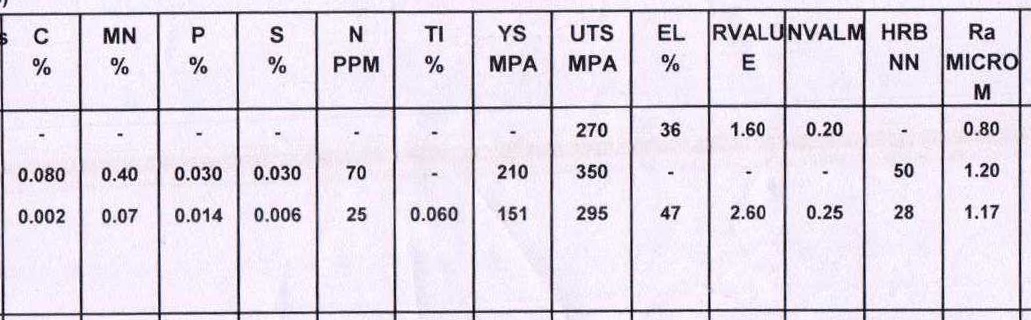 s C MN P S N TI YS UTS EL RVALU NVALM HRB Ra
% % % % PPM % MPA MPA % E NN MICRO
M
- - - - - - - 270 36 1.60 0.20 - 0.80
0.080 0.40 0.030 0.030 70 - 210 350 - - - 50 1.20
0.002 0.07 0.014 0.006 25 0.060 151 295 47 2.60 0.25 28 1.17